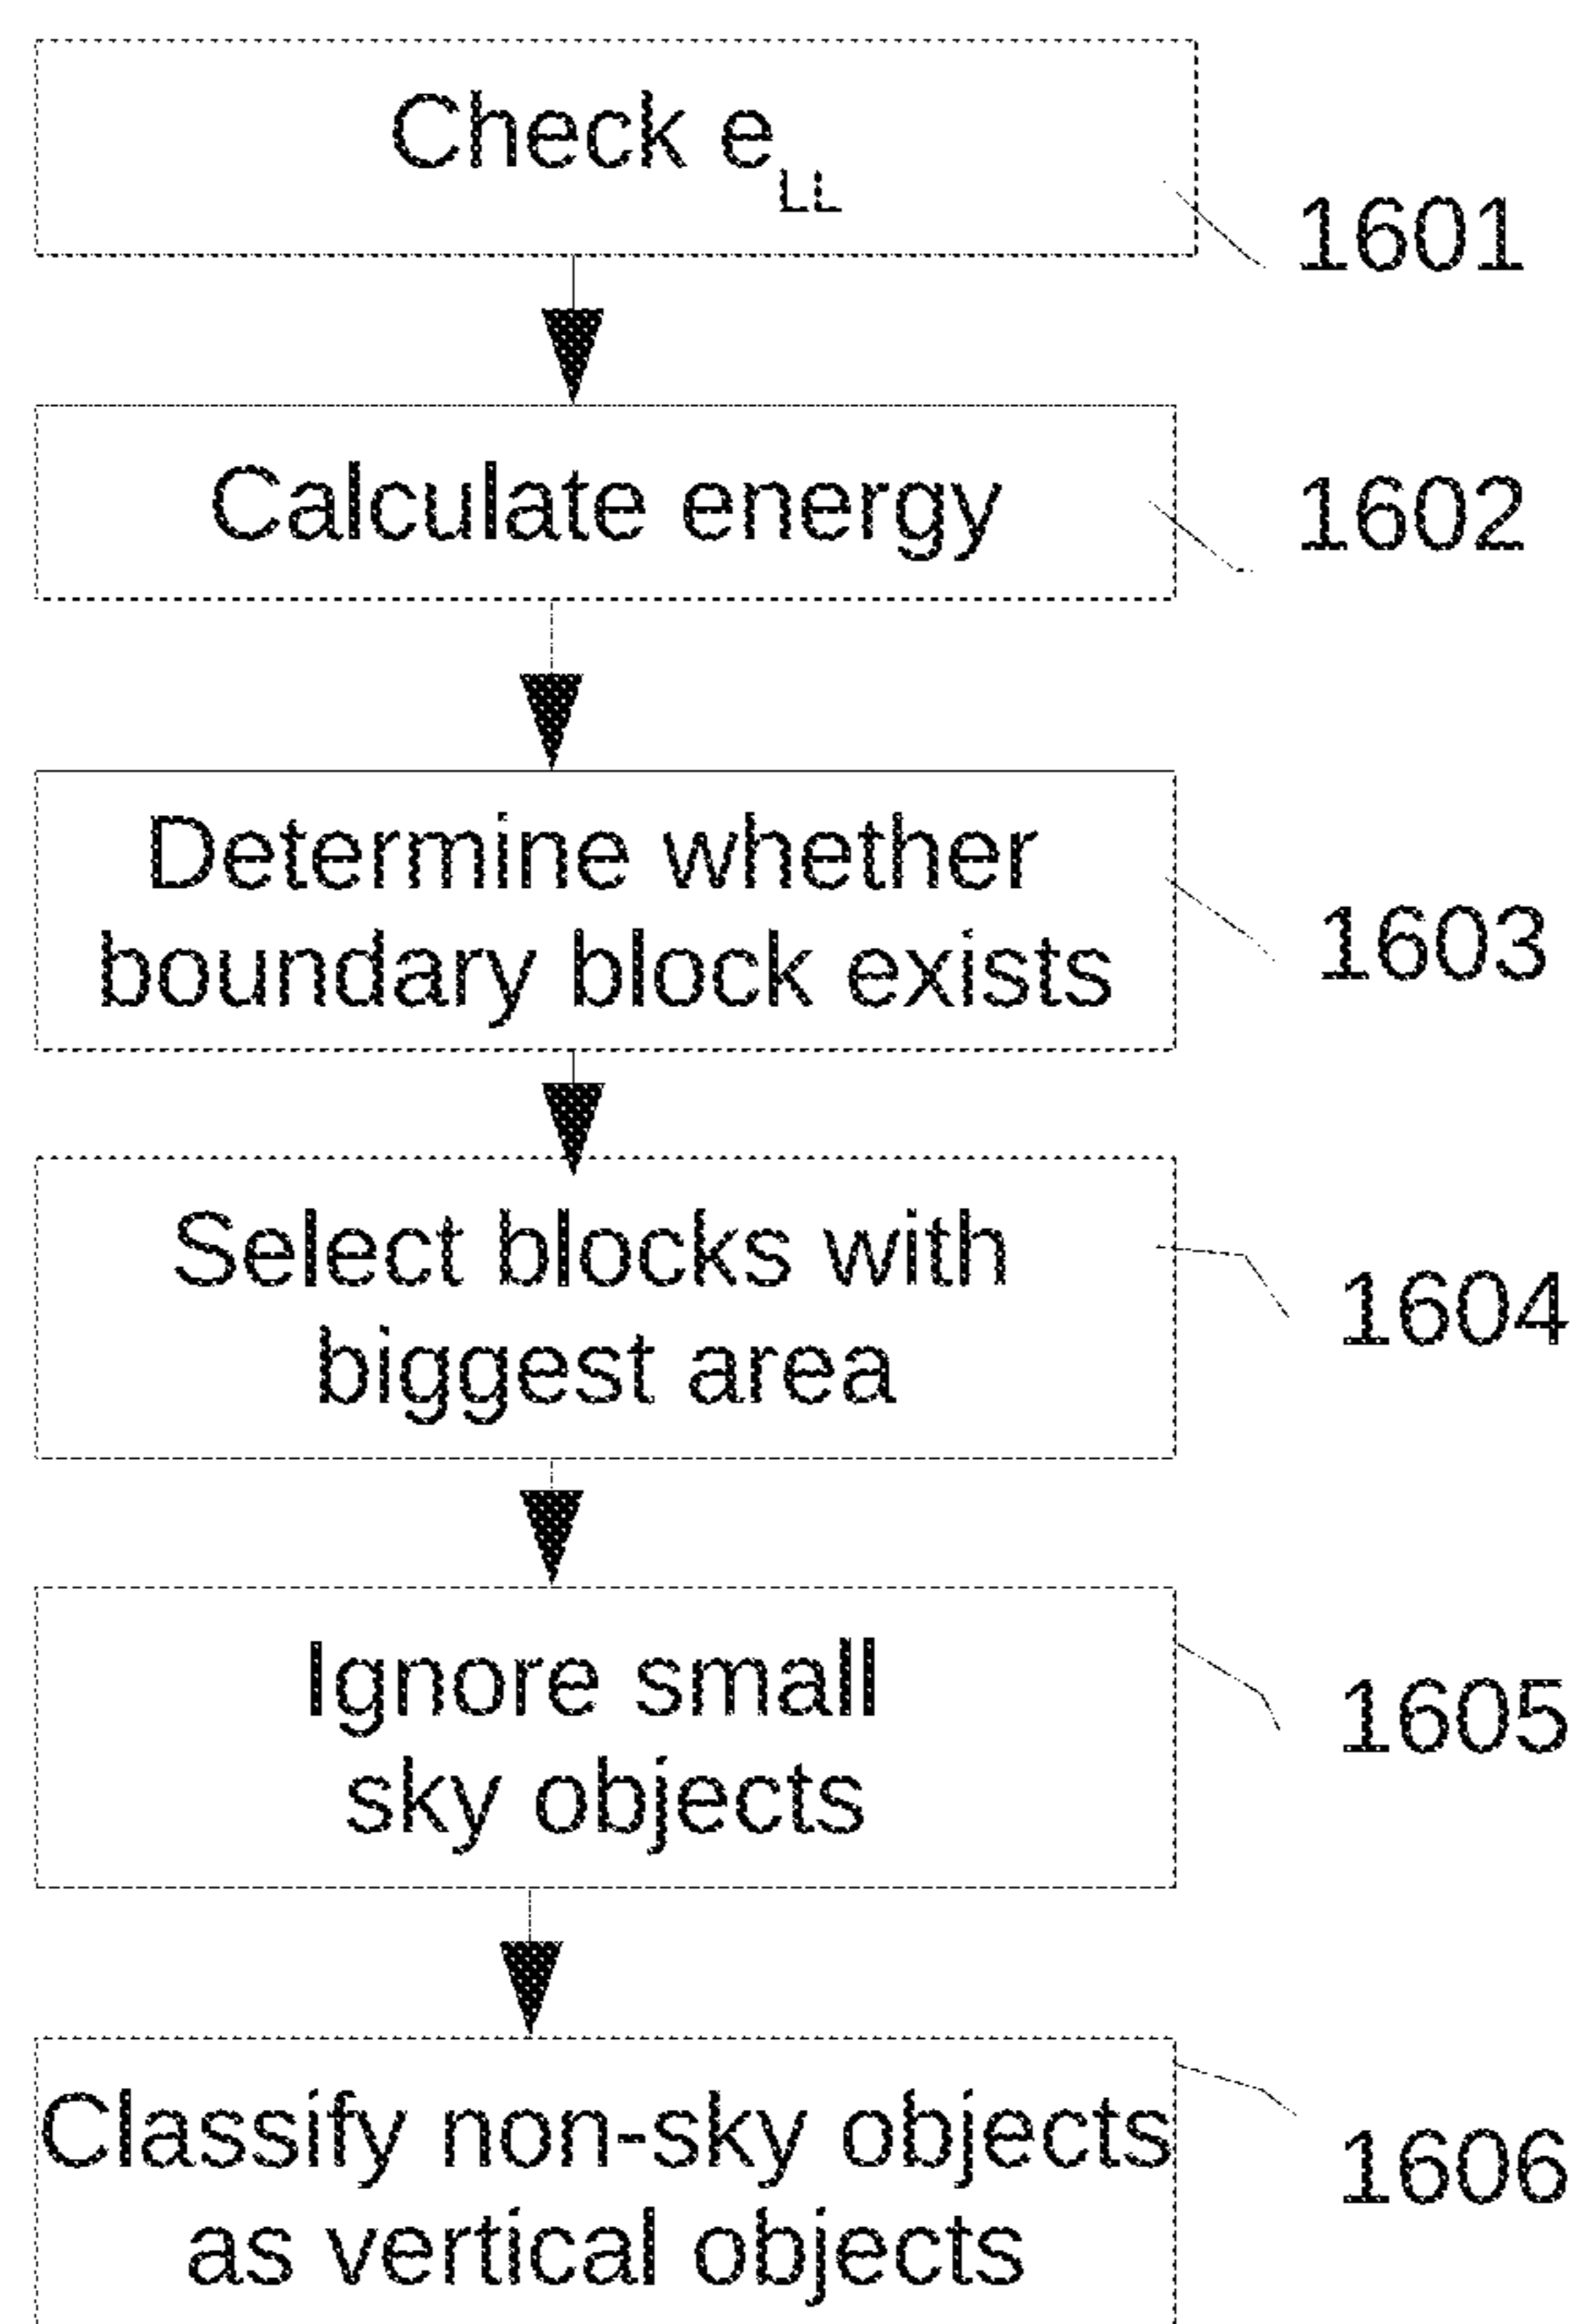 Check eLL
1601
Calculate energy
1602
Determine whether
boundary block exists
1603
Select blocks with
biggest area
1604
Ignore small
sky objects
1605
Classify non-sky objects
as vertical objects
1606